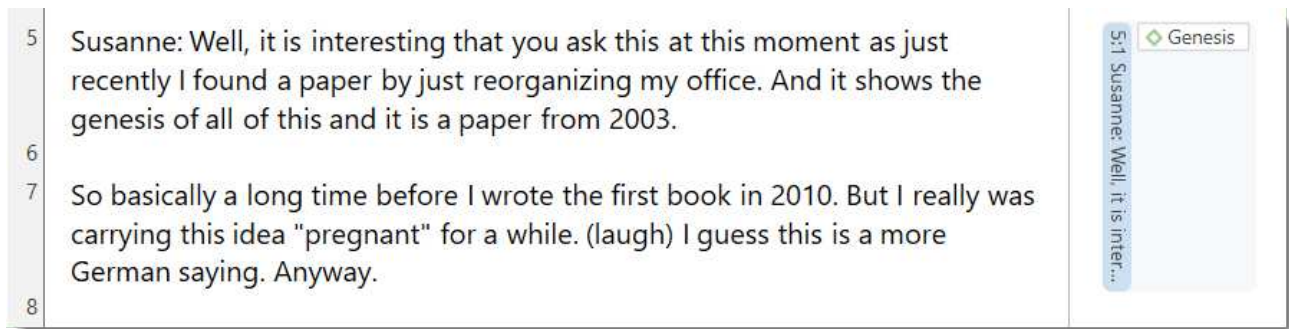 5 Susanne: Well, it is interesting that you ask this at this moment as just
recently I found a paper by just reorganizing my office. And it shows the
genesis of all of this and it is a paper from 2003.
6
7 So basically a long time before I wrote the first book in 2010. But I really was
carrying this idea "pregnant" for a while. (laugh) I guess this is a more
German saying. Anyway.
8
5:1 Susanne: Well, it is inter...
Genesis